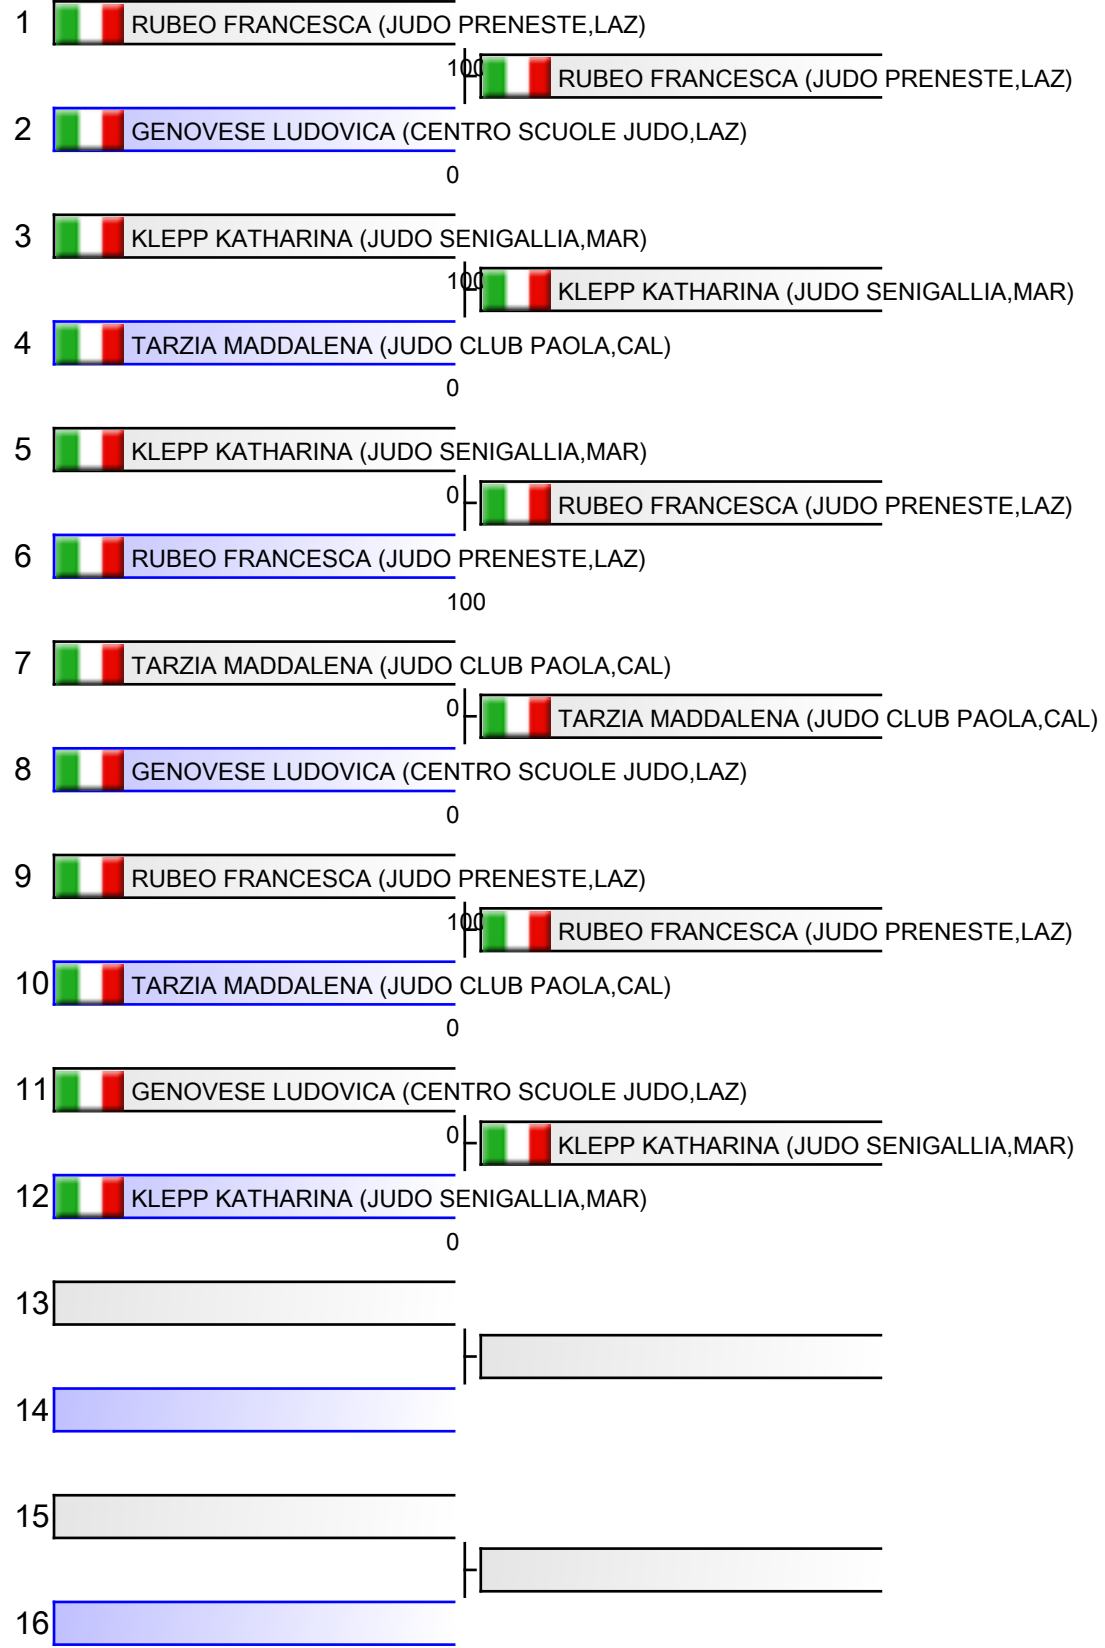 1 RUBEO FRANCESCA (JUDO PRENESTE,LAZ)
100 RUBEO FRANCESCA (JUDO PRENESTE,LAZ)
2 GENOVESE LUDOVICA (CENTRO SCUOLE JUDO,LAZ)
0
3 KLEPP KATHARINA (JUDO SENIGALLIA,MAR)
100 KLEPP KATHARINA (JUDO SENIGALLIA,MAR)
4 TARZIA MADDALENA (JUDO CLUB PAOLA,CAL)
0
5 KLEPP KATHARINA (JUDO SENIGALLIA,MAR)
0 RUBEO FRANCESCA (JUDO PRENESTE,LAZ)
6 RUBEO FRANCESCA (JUDO PRENESTE,LAZ)
100
7 TARZIA MADDALENA (JUDO CLUB PAOLA,CAL)
0 TARZIA MADDALENA (JUDO CLUB PAOLA,CAL)
8 GENOVESE LUDOVICA (CENTRO SCUOLE JUDO,LAZ)
0
9 RUBEO FRANCESCA (JUDO PRENESTE,LAZ)
100 RUBEO FRANCESCA (JUDO PRENESTE,LAZ)
10 TARZIA MADDALENA (JUDO CLUB PAOLA,CAL)
0
11 GENOVESE LUDOVICA (CENTRO SCUOLE JUDO,LAZ)
0 KLEPP KATHARINA (JUDO SENIGALLIA,MAR)
12 KLEPP KATHARINA (JUDO SENIGALLIA,MAR)
0
13
14
15
16